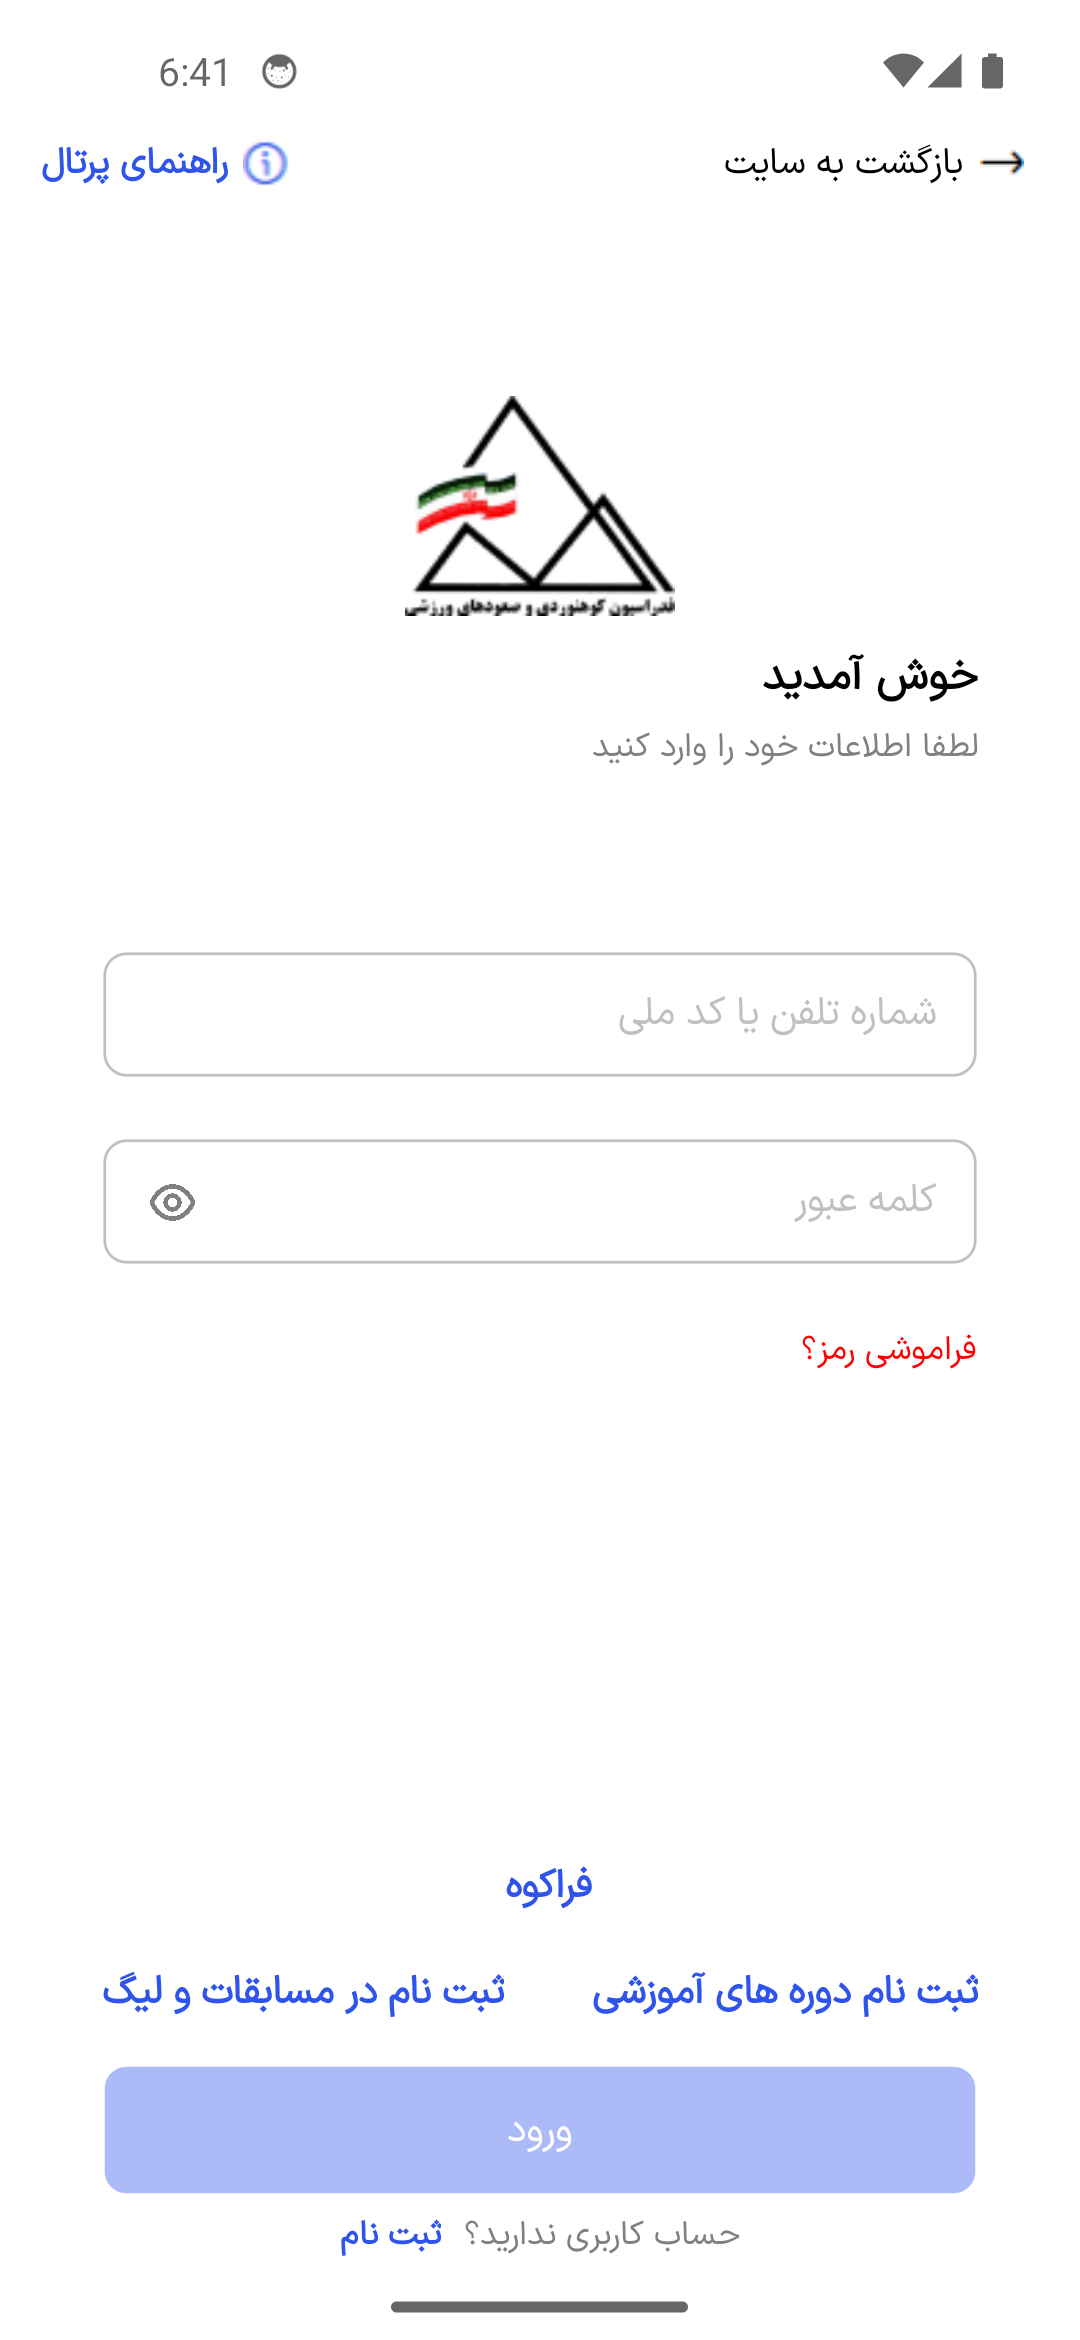 6:41
بازگشت به سایت
راهنمای پرتال
فدراسیون کوهنوردی و صعودهای ورزشی
خوش آمدید
لطفا اطلاعات خود را وارد کنید
شماره تلفن یا کد ملی
کلمه عبور
فراموشی رمز؟
فراکوه
ثبت نام دوره های آموزشی
ثبت نام در مسابقات و لیگ
ورود
حساب کاربری ندارید؟ ثبت نام